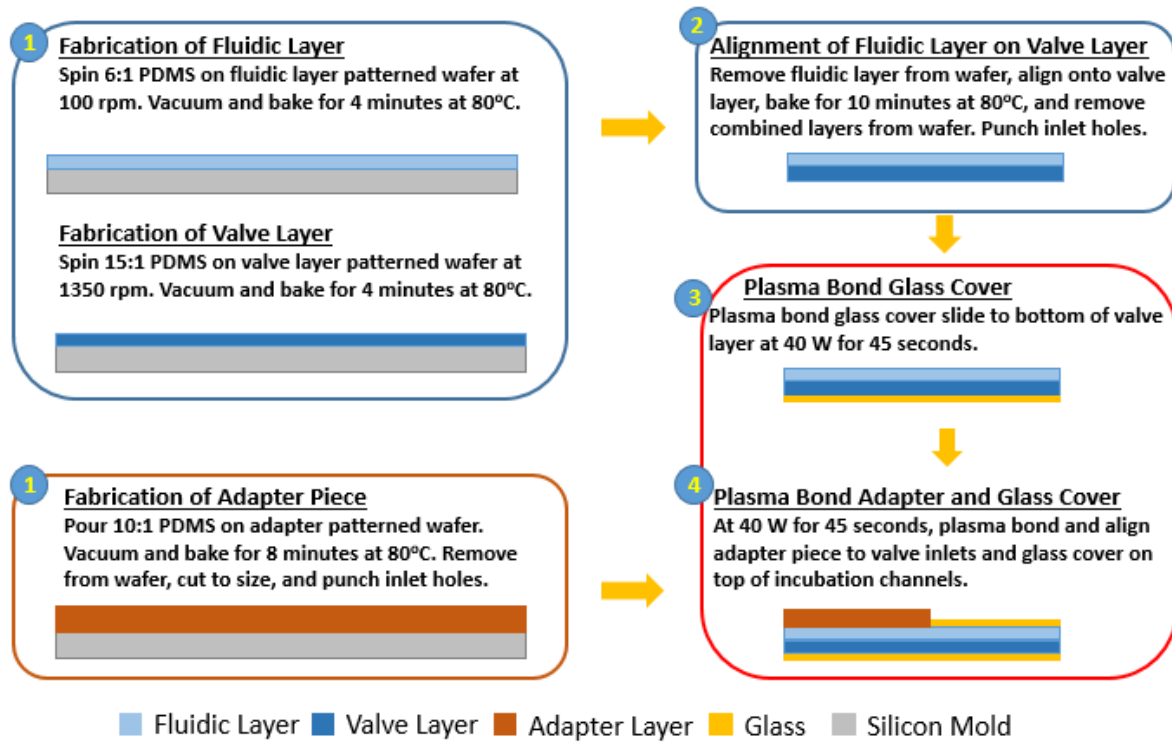 1
Fabrication of Fluidic Layer
Spin 6:1 PDMS on fluidic layer patterned wafer at
100 rpm. Vacuum and bake for 4 minutes at 80°C.
Fabrication of Valve Layer
Spin 15:1 PDMS on valve layer patterned wafer at
1350 rpm. Vacuum and bake for 4 minutes at 80°C.
1
Fabrication of Adapter Piece
Pour 10:1 PDMS on adapter patterned wafer.
Vacuum and bake for 8 minutes at 80°C. Remove
from wafer, cut to size, and punch inlet holes.
2
Alignment of Fluidic Layer on Valve Layer
Remove fluidic layer from wafer, align onto valve
layer, bake for 10 minutes at 80°C, and remove
combined layers from wafer. Punch inlet holes.
3
Plasma Bond Glass Cover
Plasma bond glass cover slide to bottom of valve
layer at 40 W for 45 seconds.
4
Plasma Bond Adapter and Glass Cover
At 40 W for 45 seconds, plasma bond and align
adapter piece to valve inlets and glass cover on
top of incubation channels.
Fluidic Layer Valve Layer Adapter Layer Glass Silicon Mold